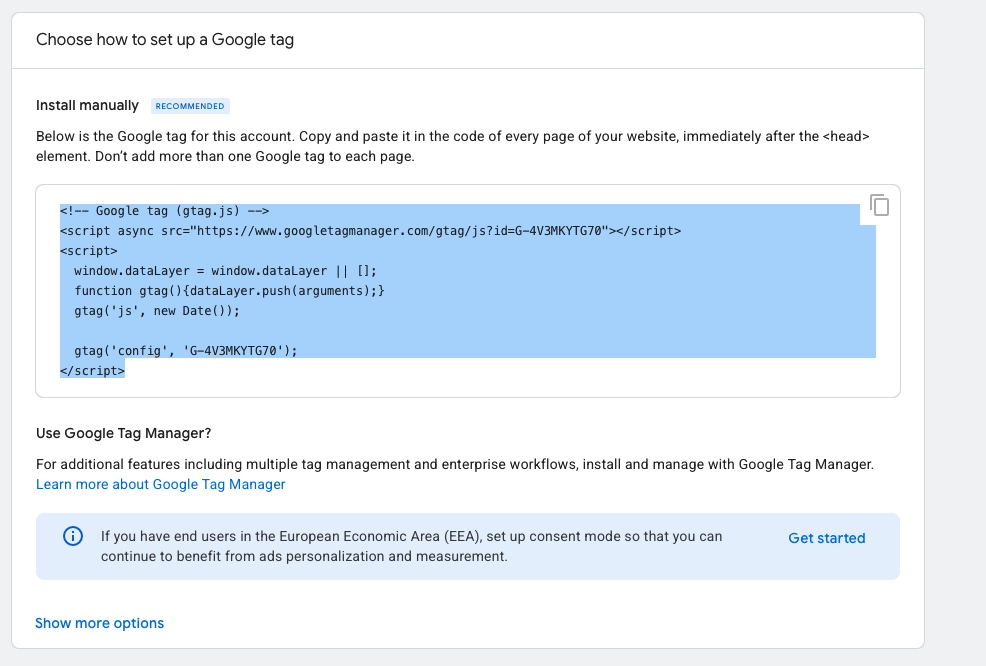 Choose how to set up a Google tag
Install manually RECOMMENDED
Below is the Google tag for this account. Copy and paste it in the code of every page of your website, immediately after the <head>
element. Don’t add more than one Google tag to each page.
<!-- Google tag (gtag.js) -->
<script async src="https://www.googletagmanager.com/gtag/js?id=G-4V3MKYTG70"></script>
<script>
  window.dataLayer = window.dataLayer || [];
  function gtag(){dataLayer.push(arguments);}
  gtag('js', new Date());
  gtag('config', 'G-4V3MKYTG70');
</script>
Use Google Tag Manager?
For additional features including multiple tag management and enterprise workflows, install and manage with Google Tag Manager.
Learn more about Google Tag Manager
If you have end users in the European Economic Area (EEA), set up consent mode so that you can
continue to benefit from ads personalization and measurement.
Get started
Show more options